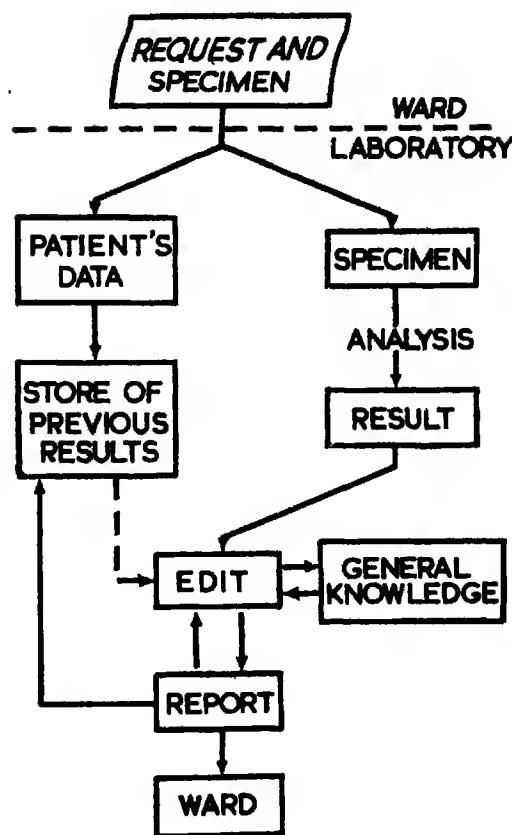 REQUEST AND
SPECIMEN
WARD
LABORATORY
PATIENT'S
DATA
SPECIMEN
ANALYSIS
STORE OF
PREVIOUS
RESULTS
RESULT
EDIT
GENERAL
KNOWLEDGE
REPORT
WARD